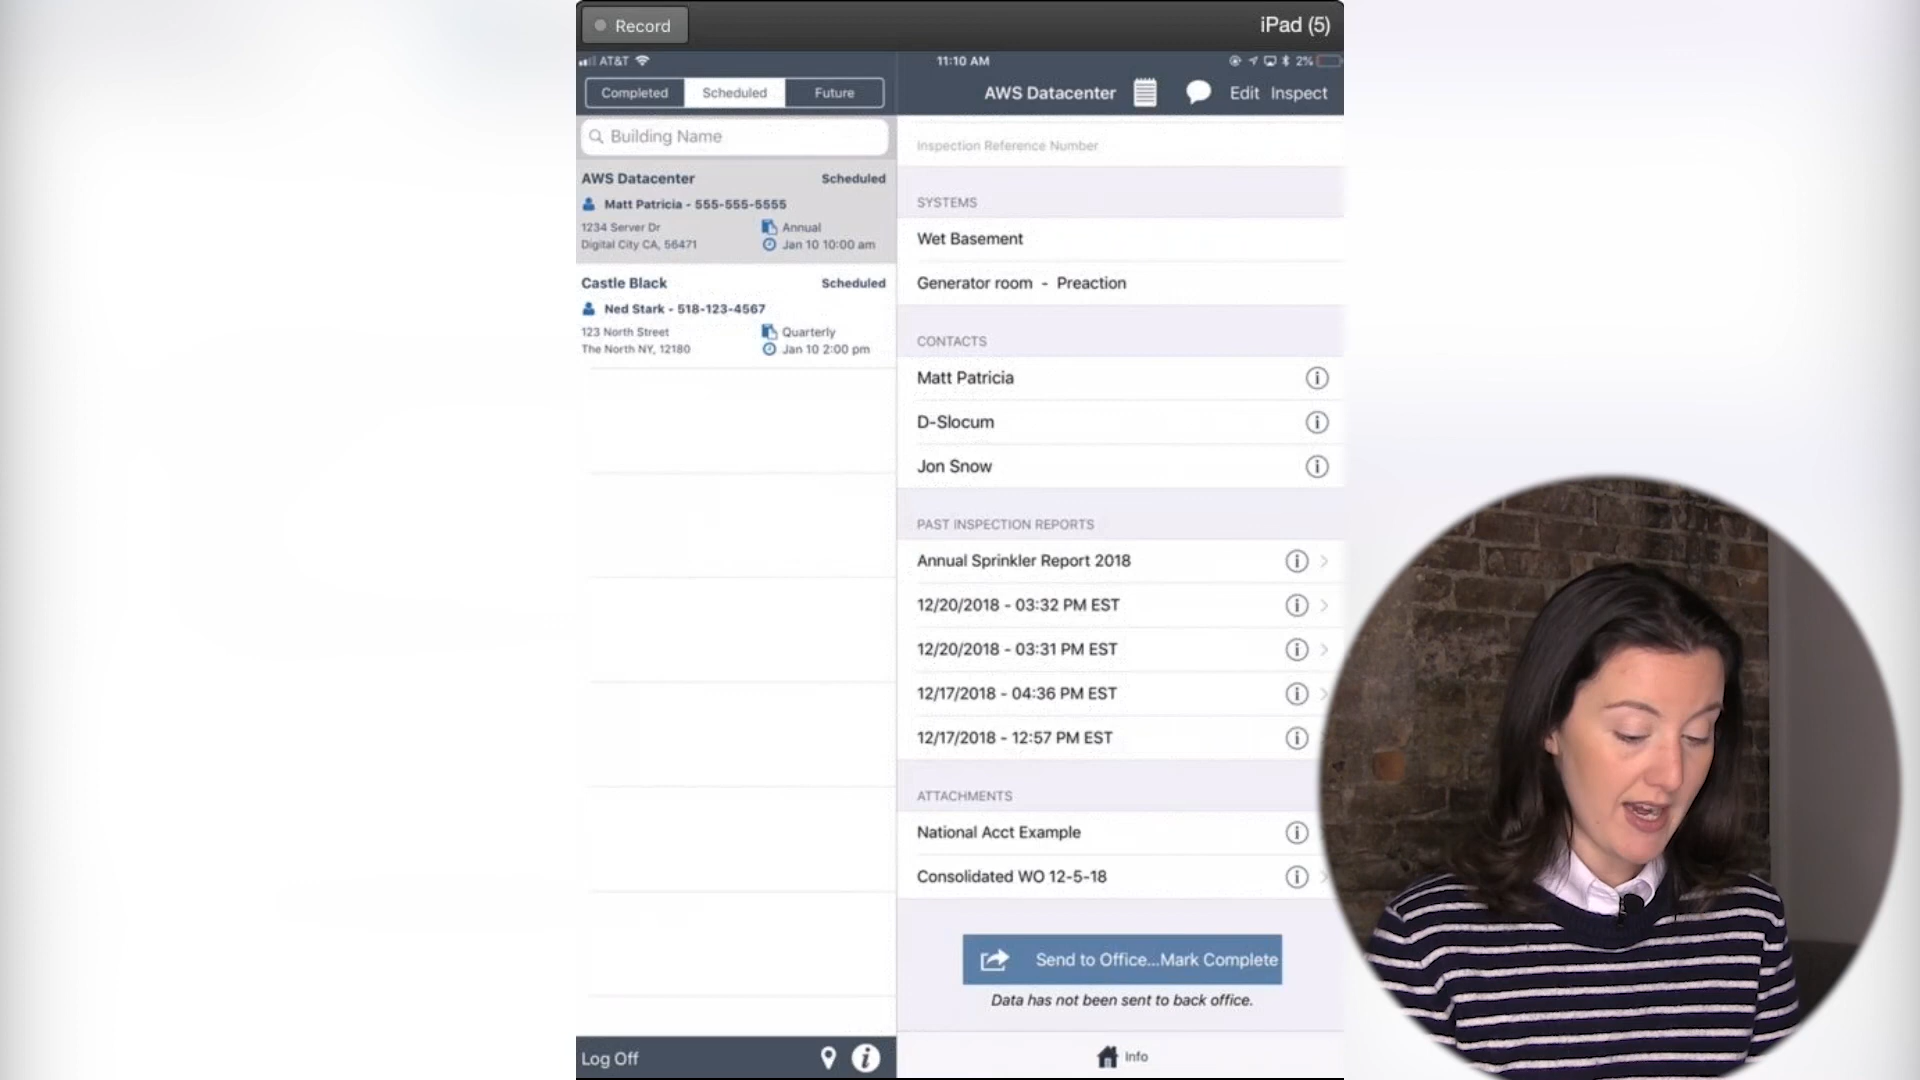 Record
iPad (5)
AT&T
11:10 AM
2%
Completed
Scheduled
Future
AWS Datacenter
Edit
Inspect
Building Name
AWS Datacenter
Scheduled
Matt Patricia - 555-555-5555
1234 Server Dr
Annual
Digital City CA, 56471
Jan 10 10:00 am
Castle Black
Scheduled
Ned Stark - 518-123-4567
123 North Street
Quarterly
The North NY, 12180
Jan 10 2:00 pm
Log Off
Inspection Reference Number
SYSTEMS
Wet Basement
Generator room - Preaction
CONTACTS
Matt Patricia
D-Slocum
Jon Snow
PAST INSPECTION REPORTS
Annual Sprinkler Report 2018
12/20/2018 - 03:32 PM EST
12/20/2018 - 03:31 PM EST
12/17/2018 - 04:36 PM EST
12/17/2018 - 12:57 PM EST
ATTACHMENTS
National Acct Example
Consolidated WO 12-5-18
Send to Office...Mark Complete
Data has not been sent to back office.
Info